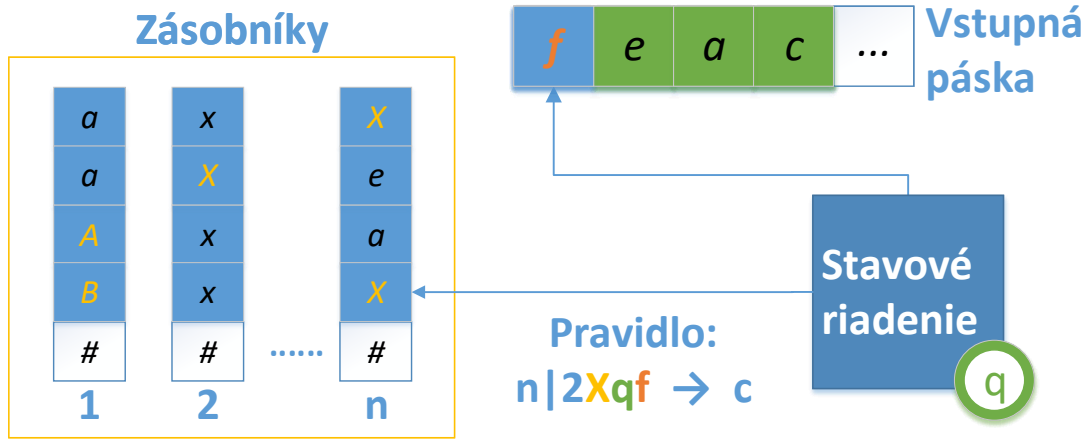 Zásobníky
f e a c ...
Vstupná
páska
a x X
a X e
A x a
B x X
# # ...... #
1 2 n
Stavové
riadenie
q
Pravidlo:
n|2Xqf → c